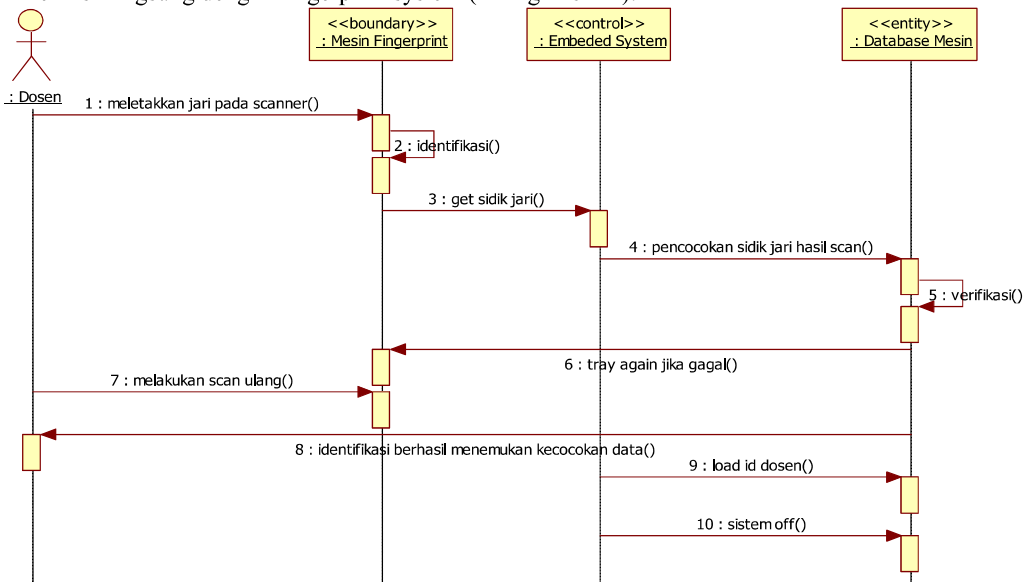 <<boundary>>
: Mesin Fingerprint
<<control>>
: Embeded System
<<entity>>
: Database Mesin
: Dosen
1 : meletakkan jari pada scanner()
2 : identifikasi()
3 : get sidik jari()
4 : pencocokan sidik jari hasil scan()
5 : verifikasi()
6 : tray again jika gagal()
7 : melakukan scan ulang()
8 : identifikasi berhasil menemukan kecocokan data()
9 : load id dosen()
10 : sistem off()